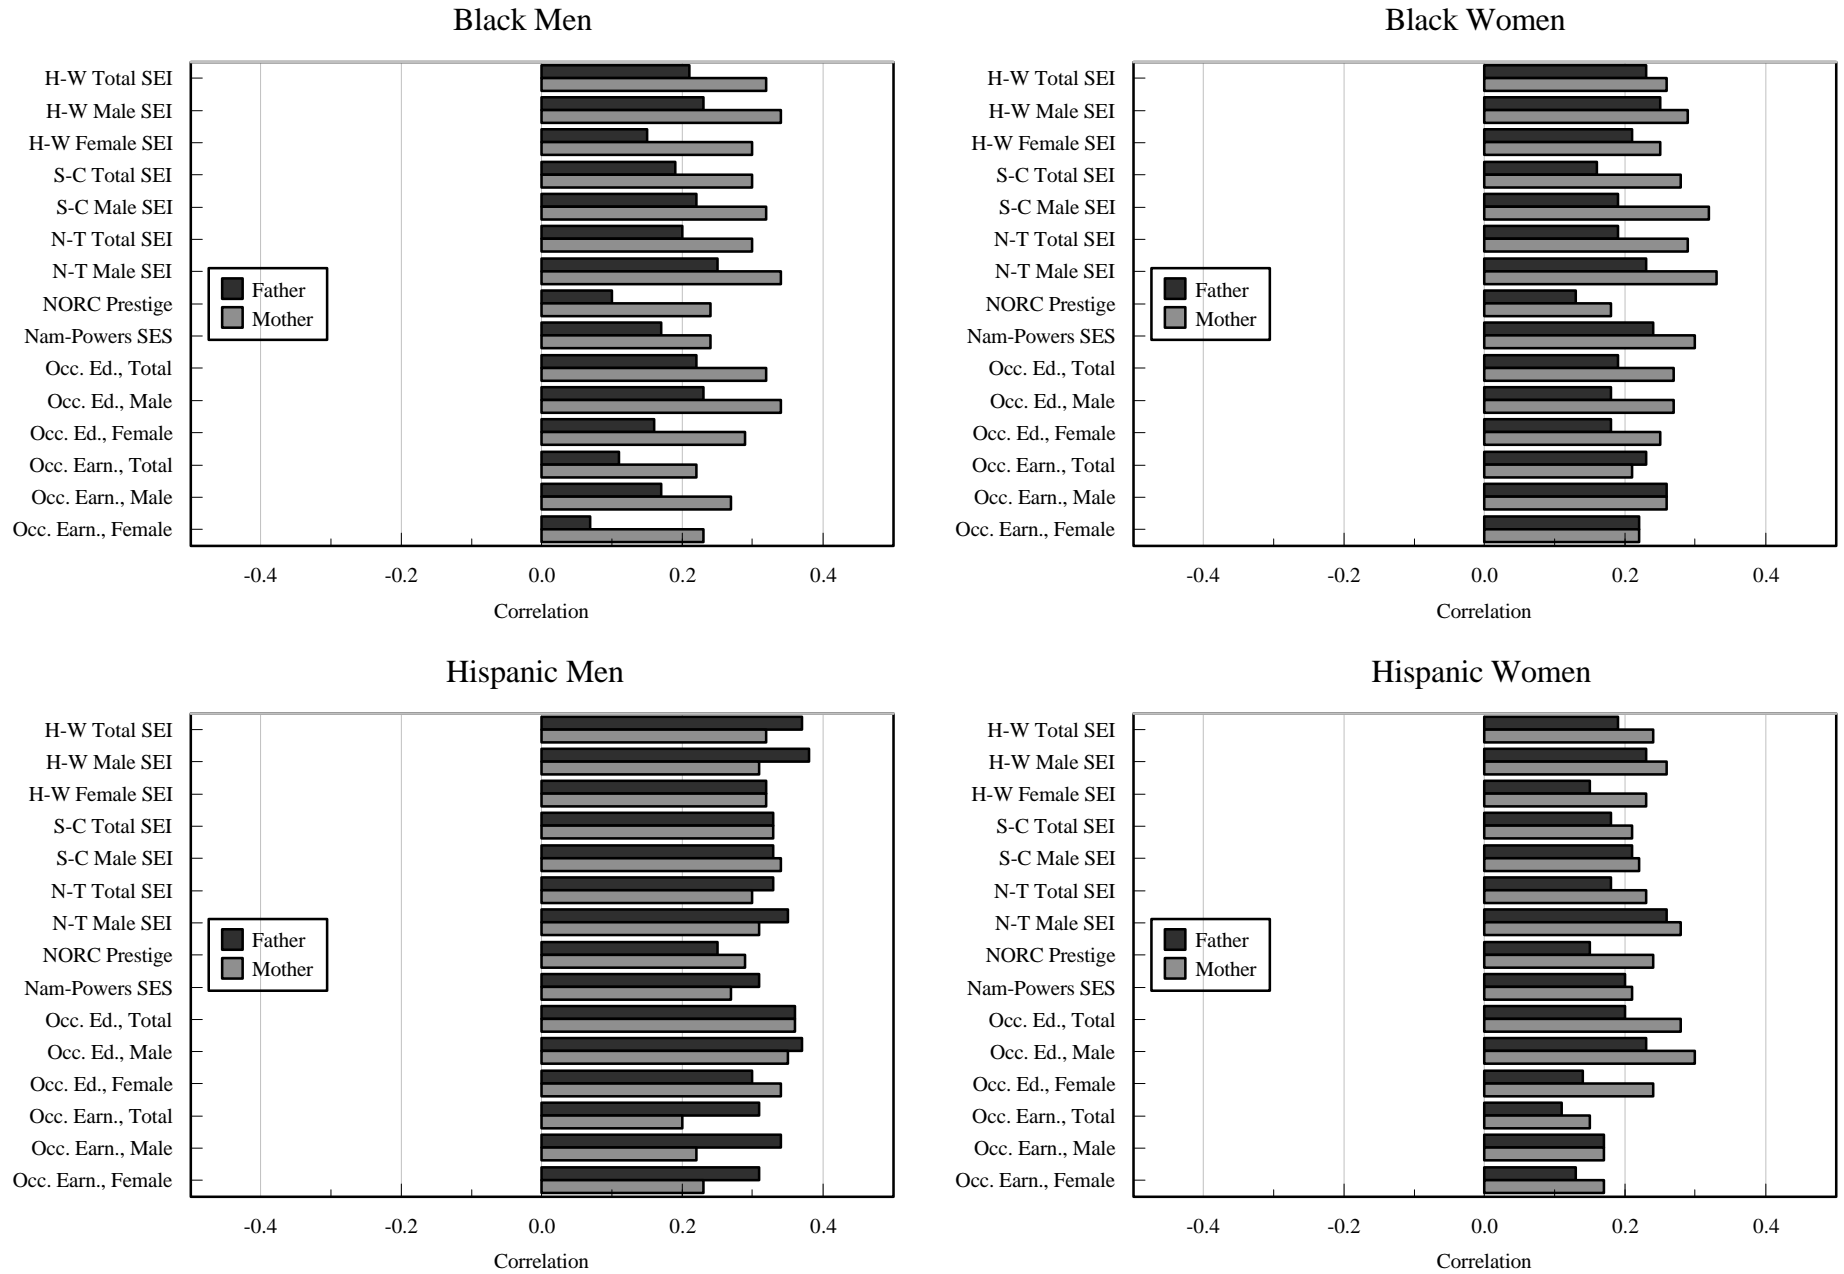 Black Men
H-W Total SEI
H-W Male SEI
H-W Female SEI
S-C Total SEI
S-C Male SEI
N-T Total SEI
N-T Male SEI
NORC Prestige
Nam-Powers SES
Occ. Ed., Total
Occ. Ed., Male
Occ. Ed., Female
Occ. Earn., Total
Occ. Earn., Male
Occ. Earn., Female
Father
Mother
-0.4 -0.2 0.0 0.2 0.4
Correlation
Black Women
H-W Total SEI
H-W Male SEI
H-W Female SEI
S-C Total SEI
S-C Male SEI
N-T Total SEI
N-T Male SEI
NORC Prestige
Nam-Powers SES
Occ. Ed., Total
Occ. Ed., Male
Occ. Ed., Female
Occ. Earn., Total
Occ. Earn., Male
Occ. Earn., Female
Father
Mother
-0.4 -0.2 0.0 0.2 0.4
Correlation
Hispanic Men
H-W Total SEI
H-W Male SEI
H-W Female SEI
S-C Total SEI
S-C Male SEI
N-T Total SEI
N-T Male SEI
NORC Prestige
Nam-Powers SES
Occ. Ed., Total
Occ. Ed., Male
Occ. Ed., Female
Occ. Earn., Total
Occ. Earn., Male
Occ. Earn., Female
Father
Mother
-0.4 -0.2 0.0 0.2 0.4
Correlation
Hispanic Women
H-W Total SEI
H-W Male SEI
H-W Female SEI
S-C Total SEI
S-C Male SEI
N-T Total SEI
N-T Male SEI
NORC Prestige
Nam-Powers SES
Occ. Ed., Total
Occ. Ed., Male
Occ. Ed., Female
Occ. Earn., Total
Occ. Earn., Male
Occ. Earn., Female
Father
Mother
-0.4 -0.2 0.0 0.2 0.4
Correlation